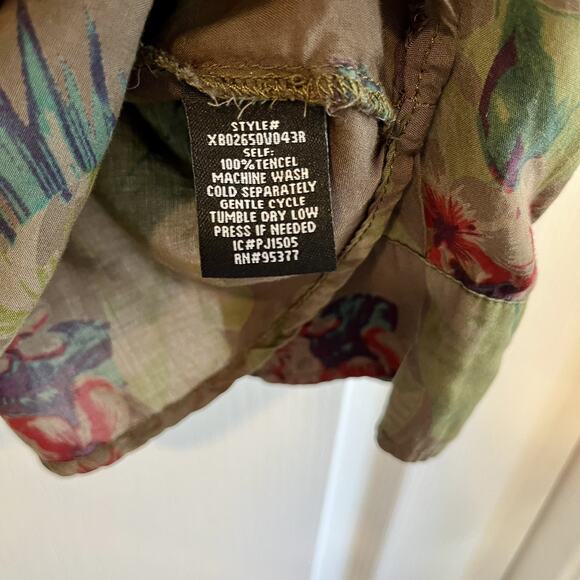 STYLE#
XB02650V043R
SELF:
100%TENCEL
MACHINE WASH
COLD SEPARATELY
GENTLE CYCLE
TUMBLE DRY LOW
PRESS IF NEEDED
IC#PJ1505
RN#95377